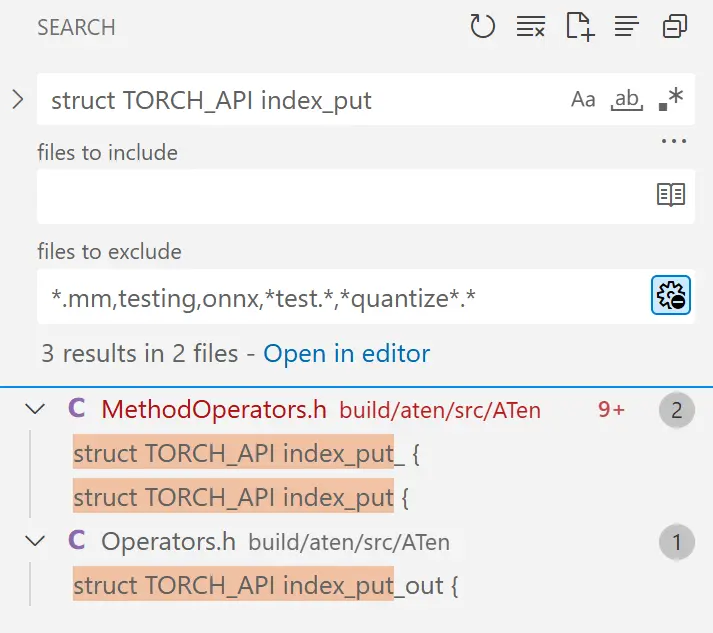 SEARCH
struct TORCH_API index_put Aa ab .*
files to include
files to exclude
*.mm,testing,onnx,*test.*,*quantize*.*
3 results in 2 files - Open in editor
C MethodOperators.h build/aten/src/ATen 9+ 2
struct TORCH_API index_put_ {
struct TORCH_API index_put {
C Operators.h build/aten/src/ATen 1
struct TORCH_API index_put_out {